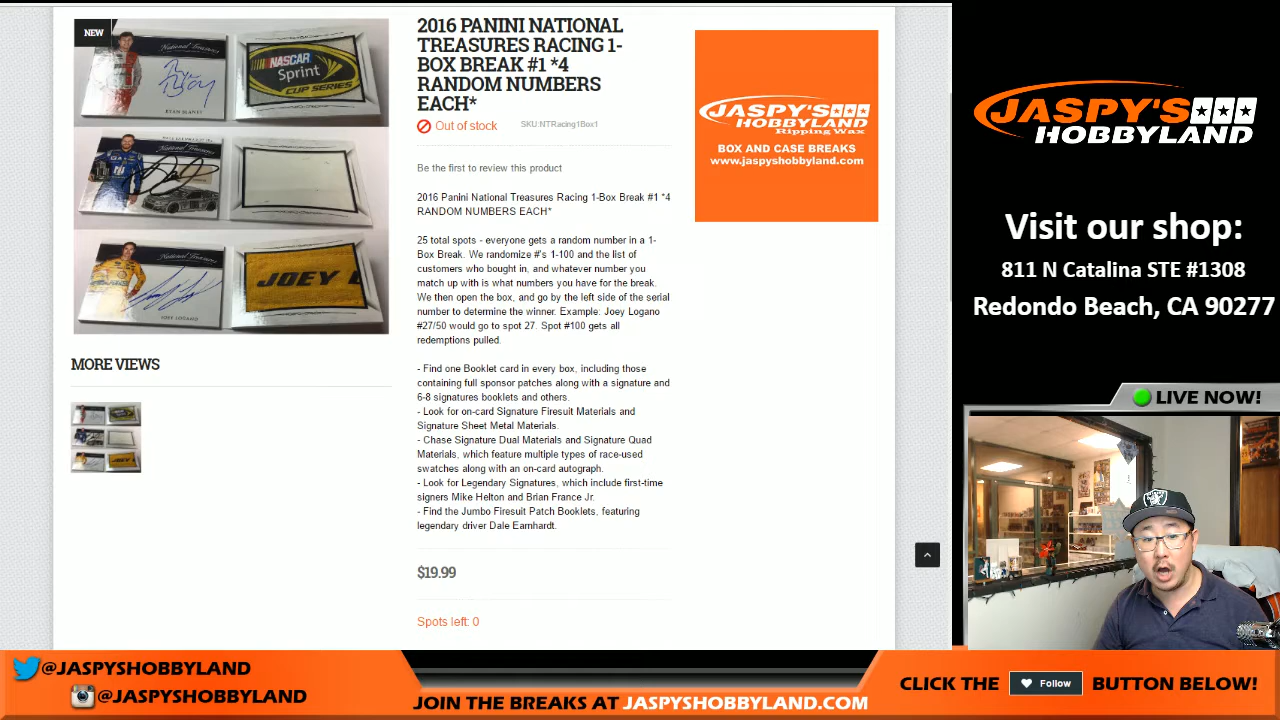 NEW
National Treasures
NASCAR
Sprint
CUP SERIES
RYAN BLANEY
National Treasures
National Treasures
JOEY L
JOEY LOGANO
MORE VIEWS
2016 PANINI NATIONAL
TREASURES RACING 1-
BOX BREAK #1 *4
RANDOM NUMBERS
EACH*
Out of stock
SKU:NTRacing1Box1
Be the first to review this product
2016 Panini National Treasures Racing 1-Box Break #1 *4
RANDOM NUMBERS EACH*
25 total spots - everyone gets a random number in a 1-
Box Break. We randomize #'s 1-100 and the list of
customers who bought in, and whatever number you
match up with is what numbers you have for the break.
We then open the box, and go by the left side of the serial
number to determine the winner. Example: Joey Logano
#27/50 would go to spot 27. Spot #100 gets all
redemptions pulled.
- Find one Booklet card in every box, including those
containing full sponsor patches along with a signature and
6-8 signatures booklets and others.
- Look for on-card Signature Firesuit Materials and
Signature Sheet Metal Materials.
- Chase Signature Dual Materials and Signature Quad
Materials, which feature multiple types of race-used
swatches along with an on-card autograph.
- Look for Legendary Signatures, which include first-time
signers Mike Helton and Brian France Jr.
- Find the Jumbo Firesuit Patch Booklets, featuring
legendary driver Dale Earnhardt.
$19.99
Spots left: 0
JASPY'S
HOBBYLAND
Ripping Wax
BOX AND CASE BREAKS
www.jaspyshobbyland.com
JASPY'S
HOBBYLAND
Visit our shop:
811 N Catalina STE #1308
Redondo Beach, CA 90277
LIVE NOW!
@JASPYSHOBBYLAND
@JASPYSHOBBYLAND
JOIN THE BREAKS AT JASPYSHOBBYLAND.COM
CLICK THE Follow BUTTON BELOW!